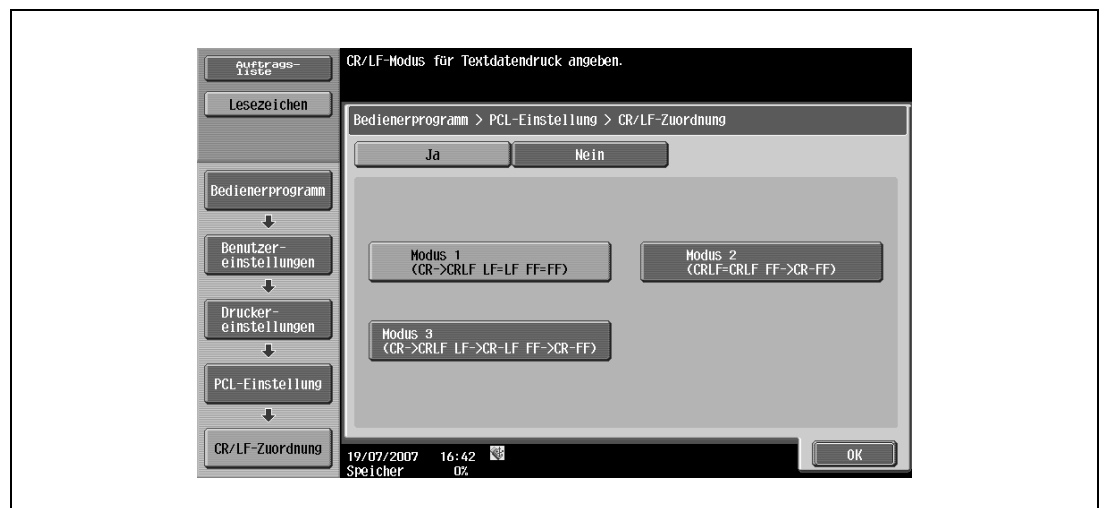 Auftrags-
liste
Lesezeichen
Bedienerprogramm
Benutzer-
einstellungen
Drucker-
einstellungen
PCL-Einstellung
CR/LF-Zuordnung
CR/LF-Modus für Textdatendruck angeben.
Bedienerprogramm > PCL-Einstellung > CR/LF-Zuordnung
Ja Nein
Modus 1
(CR->CRLF LF=LF FF=FF)
Modus 2
(CRLF=CRLF FF->CR-FF)
Modus 3
(CR->CRLF LF->CR-LF FF->CR-FF)
19/07/2007 16:42
Speicher 0%
OK